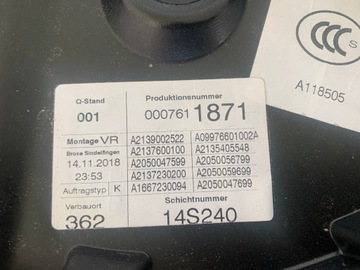 CCC S
A118505
Q-Stand Produktionsnummer
001 000761 1871
Montage VR A2139002522 A09976601002A
Brose Sindelfingen A2137600100 A2135405548
14.11.2018 A2050047599 A2050056799
23:53 A2137230200 A2050059699
Auftragstyp K A1667230094 A2050047699
Verbauort Schichtnummer
362 14S240